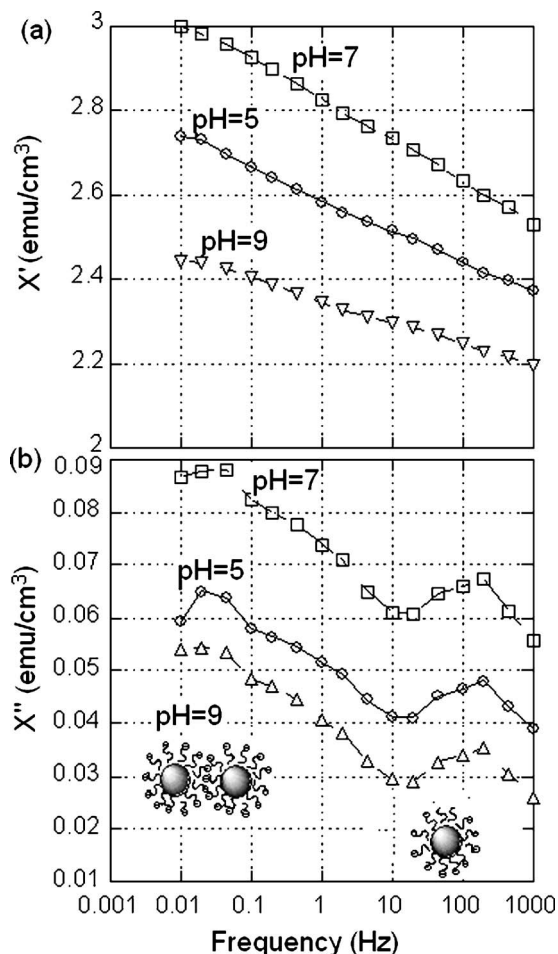 (a)
3
pH=7
2.8
pH=5
2.6
pH=9
2.4
2.2
2
X' (emu/cm³)
(b)
0.09
pH=7
0.08
0.07
pH=5
0.06
0.05
pH=9
0.04
0.03
0.02
0.01
X'' (emu/cm³)
0.001 0.01 0.1 1 10 100 1000
Frequency (Hz)